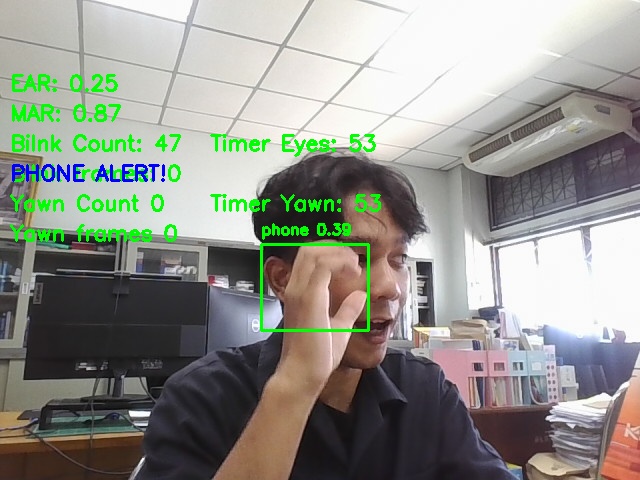 EAR: 0.25
MAR: 0.87
Bilnk Count: 47 Timer Eyes: 53
PHONE ALERT! 0
Yawn Count 0 Timer Yawn: 53
Yawn frames 0
phone 0.39